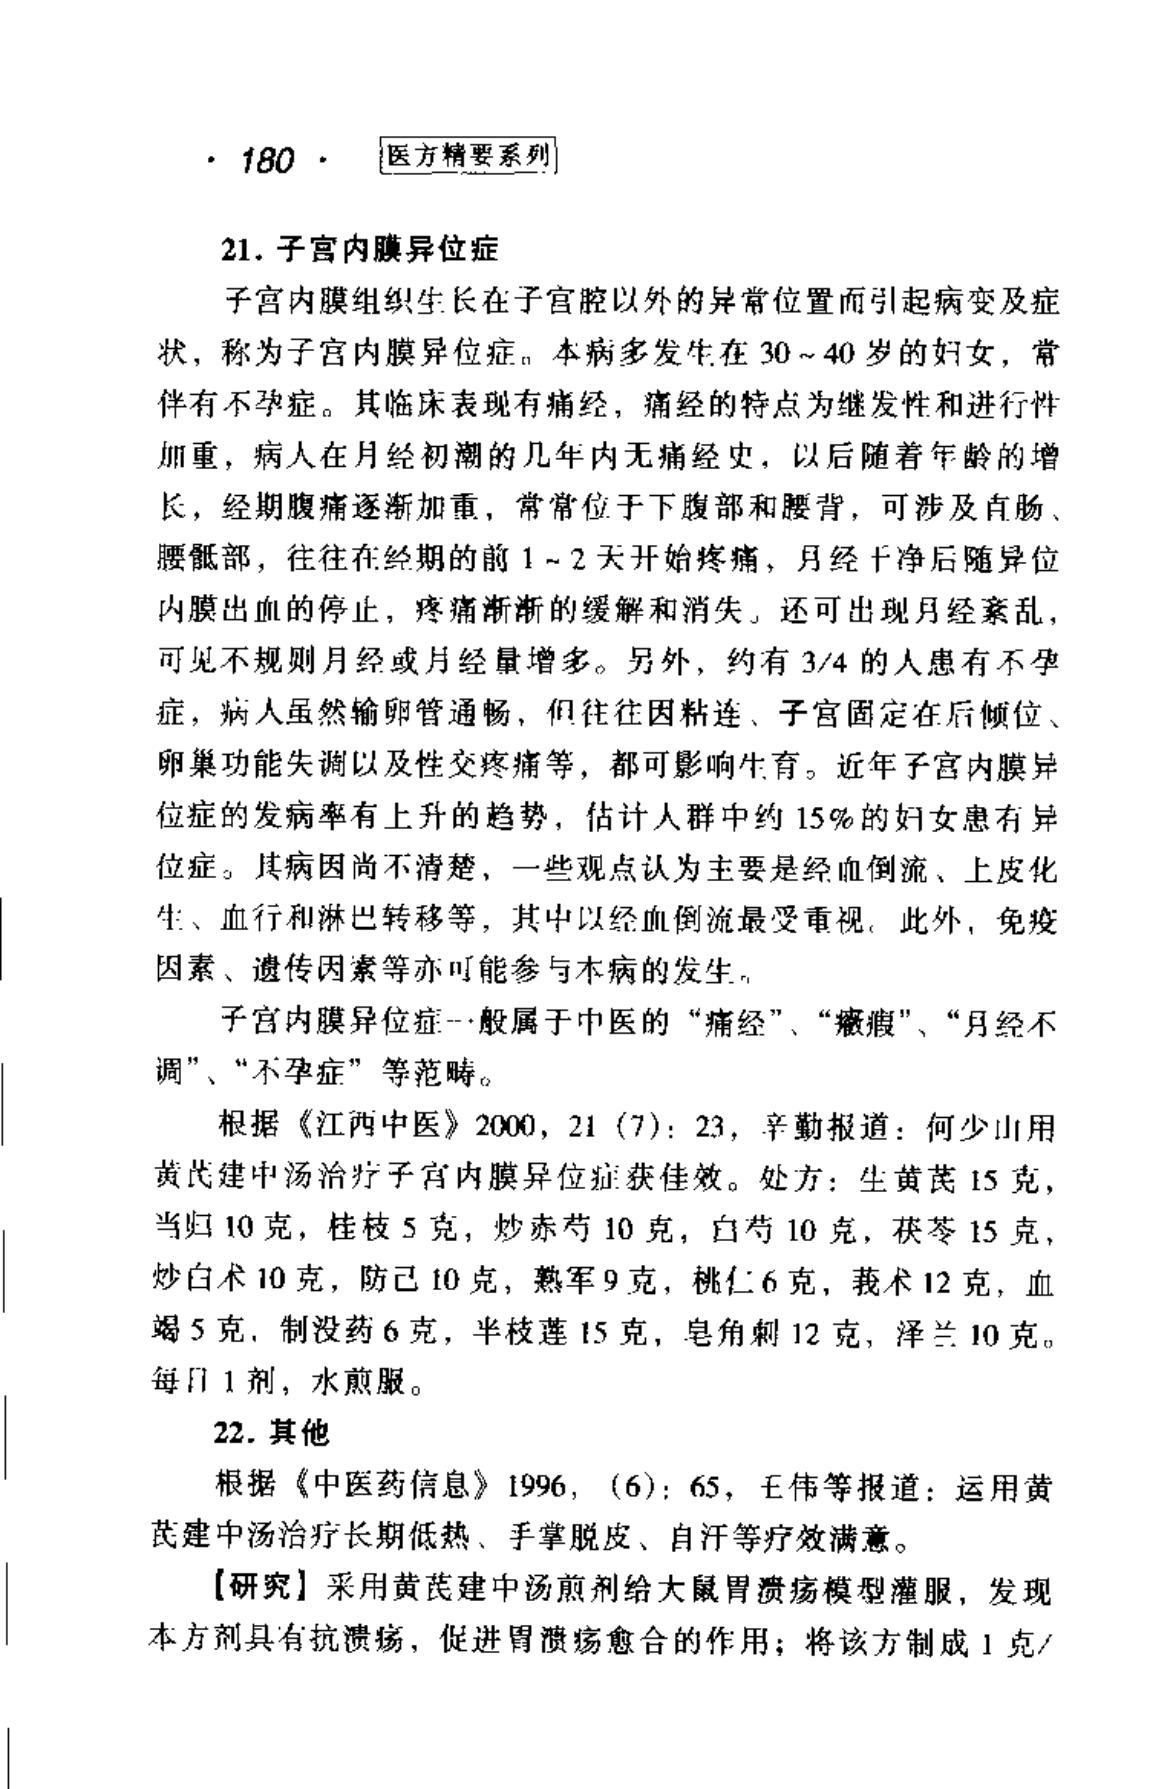 · 180 · 医方精要系列
21. 子宫内膜异位症
子宫内膜组织生长在子宫腔以外的异常位置而引起病变及症
状，称为子宫内膜异位症。本病多发生在 30～40 岁的妇女，常
伴有不孕症。其临床表现有痛经，痛经的特点为继发性和进行性
加重，病人在月经初潮的几年内无痛经史，以后随着年龄的增
长，经期腹痛逐渐加重，常常位于下腹部和腰背，可涉及直肠、
腰骶部，往往在经期的前 1～2 天开始疼痛，月经干净后随异位
内膜出血的停止，疼痛渐渐的缓解和消失。还可出现月经紊乱，
可见不规则月经或月经量增多。另外，约有 3/4 的人患有不孕
症，病人虽然输卵管通畅，但往往因粘连、子宫固定在后倾位、
卵巢功能失调以及性交疼痛等，都可影响生育。近年子宫内膜异
位症的发病率有上升的趋势，估计人群中约 15%的妇女患有异
位症。其病因尚不清楚，一些观点认为主要是经血倒流、上皮化
生、血行和淋巴转移等，其中以经血倒流最受重视。此外，免疫
因素、遗传因素等亦可能参与本病的发生。
子宫内膜异位症一般属于中医的“痛经”、“癥瘕”、“月经不
调”、“不孕症”等范畴。
根据《江西中医》2000，21（7）：23，辛勤报道：何少山用
黄芪建中汤治疗子宫内膜异位症获佳效。处方：生黄芪 15 克，
当归 10 克，桂枝 5 克，炒赤芍 10 克，白芍 10 克，茯苓 15 克，
炒白术 10 克，防己 10 克，熟军 9 克，桃仁 6 克，莪术 12 克，血
竭 5 克，制没药 6 克，半枝莲 15 克，皂角刺 12 克，泽兰 10 克。
每日 1 剂，水煎服。
22. 其他
根据《中医药信息》1996，（6）：65，王伟等报道：运用黄
芪建中汤治疗长期低热、手掌脱皮、自汗等疗效满意。
【研究】采用黄芪建中汤煎剂给大鼠胃溃疡模型灌服，发现
本方剂具有抗溃疡，促进胃溃疡愈合的作用；将该方制成 1 克/